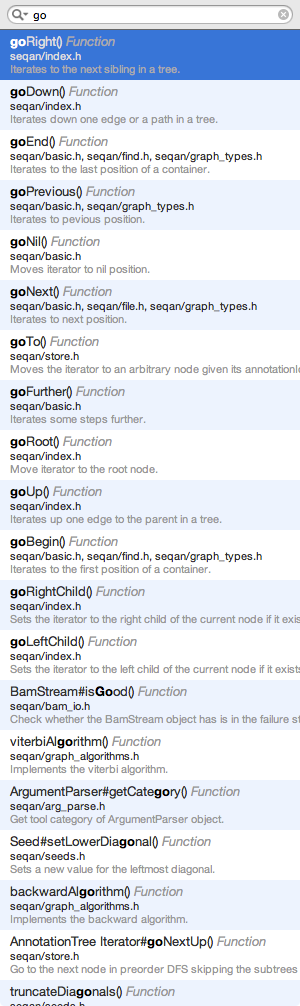 go
goRight() Function
seqan/index.h
Iterates to the next sibling in a tree.
goDown() Function
seqan/index.h
Iterates down one edge or a path in a tree.
goEnd() Function
seqan/basic.h, seqan/find.h, seqan/graph_types.h
Iterates to the last position of a container.
goPrevious() Function
seqan/basic.h, seqan/graph_types.h
Iterates to pevious position.
goNil() Function
seqan/basic.h
Moves iterator to nil position.
goNext() Function
seqan/basic.h, seqan/file.h, seqan/graph_types.h
Iterates to next position.
goTo() Function
seqan/store.h
Moves the iterator to an arbitrary node given its annotationI
goFurther() Function
seqan/basic.h
Iterates some steps further.
goRoot() Function
seqan/index.h
Move iterator to the root node.
goUp() Function
seqan/index.h
Iterates up one edge to the parent in a tree.
goBegin() Function
seqan/basic.h, seqan/find.h, seqan/graph_types.h
Iterates to the first position of a container.
goRightChild() Function
seqan/index.h
Sets the iterator to the right child of the current node if it exis
goLeftChild() Function
seqan/index.h
Sets the iterator to the left child of the current node if it exists
BamStream#isGood() Function
seqan/bam_io.h
Check whether the BamStream object has is in the failure st
viterbiAlgorithm() Function
seqan/graph_algorithms.h
Implements the viterbi algorithm.
ArgumentParser#getCategory() Function
seqan/arg_parse.h
Get tool category of ArgumentParser object.
Seed#setLowerDiagonal() Function
seqan/seeds.h
Sets a new value for the leftmost diagonal.
backwardAlgorithm() Function
seqan/graph_algorithms.h
Implements the backward algorithm.
AnnotationTree Iterator#goNextUp() Function
seqan/store.h
Go to the next node in preorder DFS skipping the subtrees
truncateDiagonals() Function
seqan/seeds.h